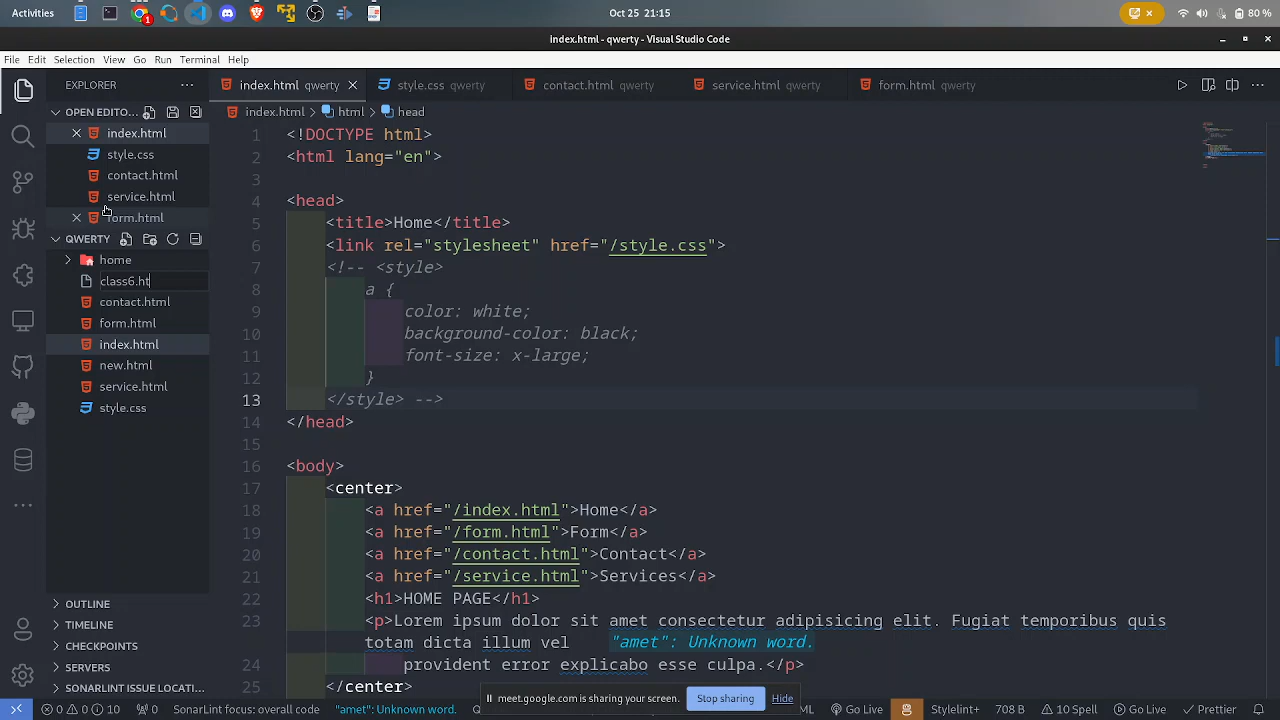 Activities
Oct 25 21:15
80 %
index.html - qwerty - Visual Studio Code
File Edit Selection View Go Run Terminal Help
EXPLORER
index.html qwerty
style.css qwerty
contact.html qwerty
service.html qwerty
form.html qwerty
OPEN EDITO...
index.html
style.css
contact.html
service.html
form.html
QWERTY
home
class6.ht
contact.html
form.html
index.html
new.html
service.html
style.css
OUTLINE
TIMELINE
CHECKPOINTS
SERVERS
SONARLINT ISSUE LOCATI...
index.html > html > head
1 <!DOCTYPE html>
2 <html lang="en">
3
4 <head>
5 <title>Home</title>
6 <link rel="stylesheet" href="/style.css">
7 <!-- <style>
8 a {
9 color: white;
10 background-color: black;
11 font-size: x-large;
12 }
13 </style> -->
14 </head>
15
16 <body>
17 <center>
18 <a href="/index.html">Home</a>
19 <a href="/form.html">Form</a>
20 <a href="/contact.html">Contact</a>
21 <a href="/service.html">Services</a>
22 <h1>HOME PAGE</h1>
23 <p>Lorem ipsum dolor sit amet consectetur adipisicing elit. Fugiat temporibus quis
totam dicta illum vel "amet": Unknown word.
24 provident error explicabo esse culpa.</p>
25 </center>
meet.google.com is sharing your screen. Stop sharing Hide
0 0 10 0 SonarLint focus: overall code "amet": Unknown word. ML Go Live Stylelint+ 708 B 10 Spell Go Live Prettier